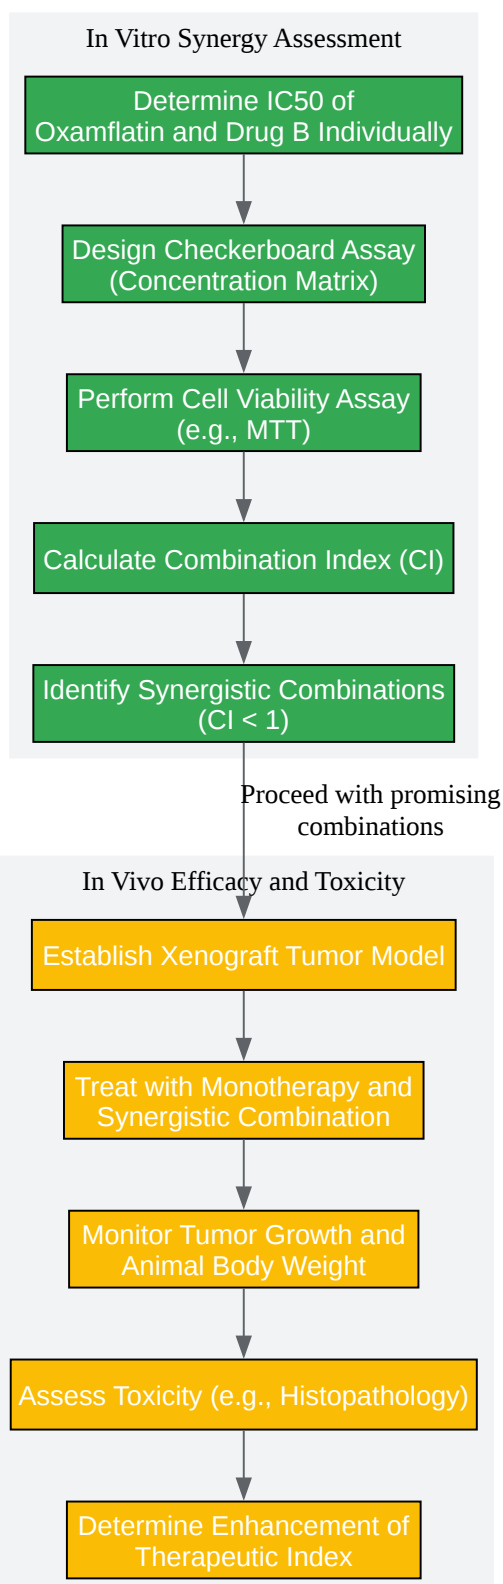 In Vitro Synergy Assessment
Determine IC50 of
Oxamflatin and Drug B Individually
Design Checkerboard Assay
(Concentration Matrix)
Perform Cell Viability Assay
(e.g., MTT)
Calculate Combination Index (CI)
Identify Synergistic Combinations
(CI < 1)
Proceed with promising
combinations
In Vivo Efficacy and Toxicity
Establish Xenograft Tumor Model
Treat with Monotherapy and
Synergistic Combination
Monitor Tumor Growth and
Animal Body Weight
Assess Toxicity (e.g., Histopathology)
Determine Enhancement of
Therapeutic Index